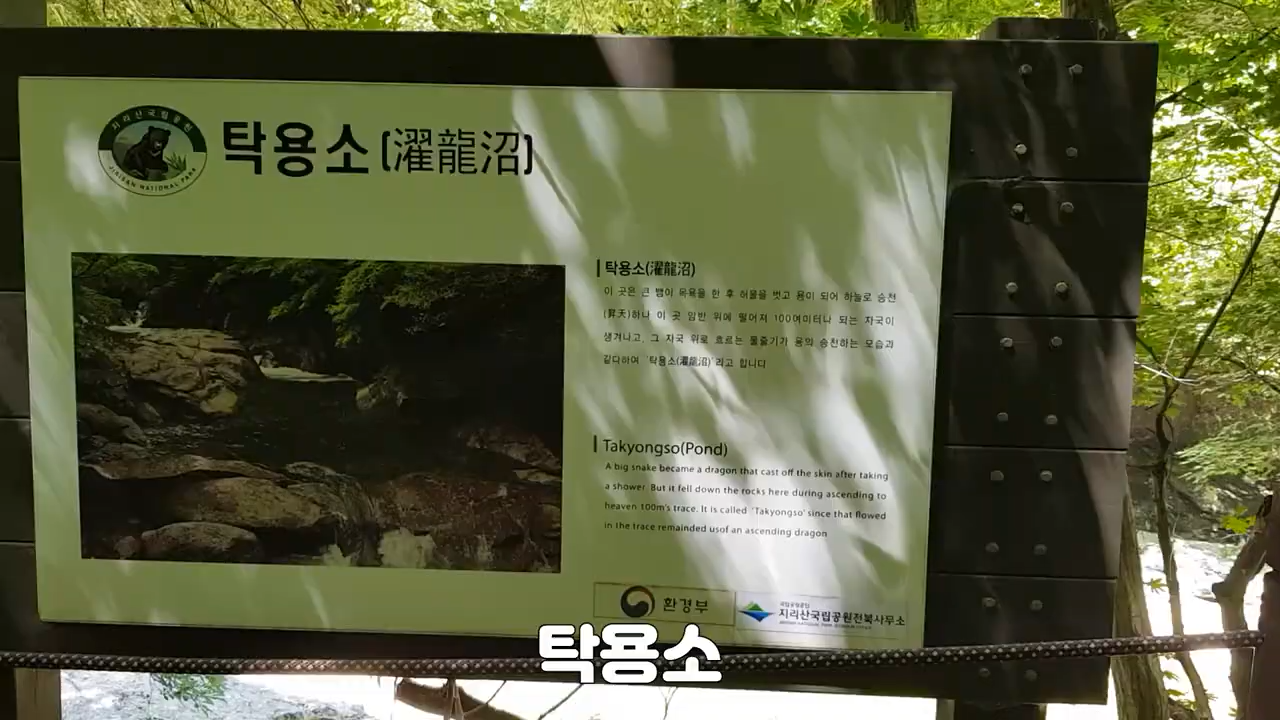 지리산국립공원
JIRISAN NATIONAL PARK
탁용소(濯龍沼)
탁용소(濯龍沼)
이 곳은 큰 뱀이 목욕을 한 후 허물을 벗고 용이 되어 하늘로 승천
(昇天)하다 이 곳 암반 위에 떨어져 100여미터나 되는 자국이
생겨나고, 그 자국 위로 흐르는 물줄기가 용의 승천하는 모습과
같다하여 '탁용소(濯龍沼)'라고 합니다
Takyongso(Pond)
A big snake became a dragon that cast off the skin after taking
a shower. But it fell down the rocks here during ascending to
heaven 100m's trace. It is called 'Takyongso' since that flowed
in the trace remainded usof an ascending dragon
환경부
국립공원공단
지리산국립공원전북사무소
탁용소